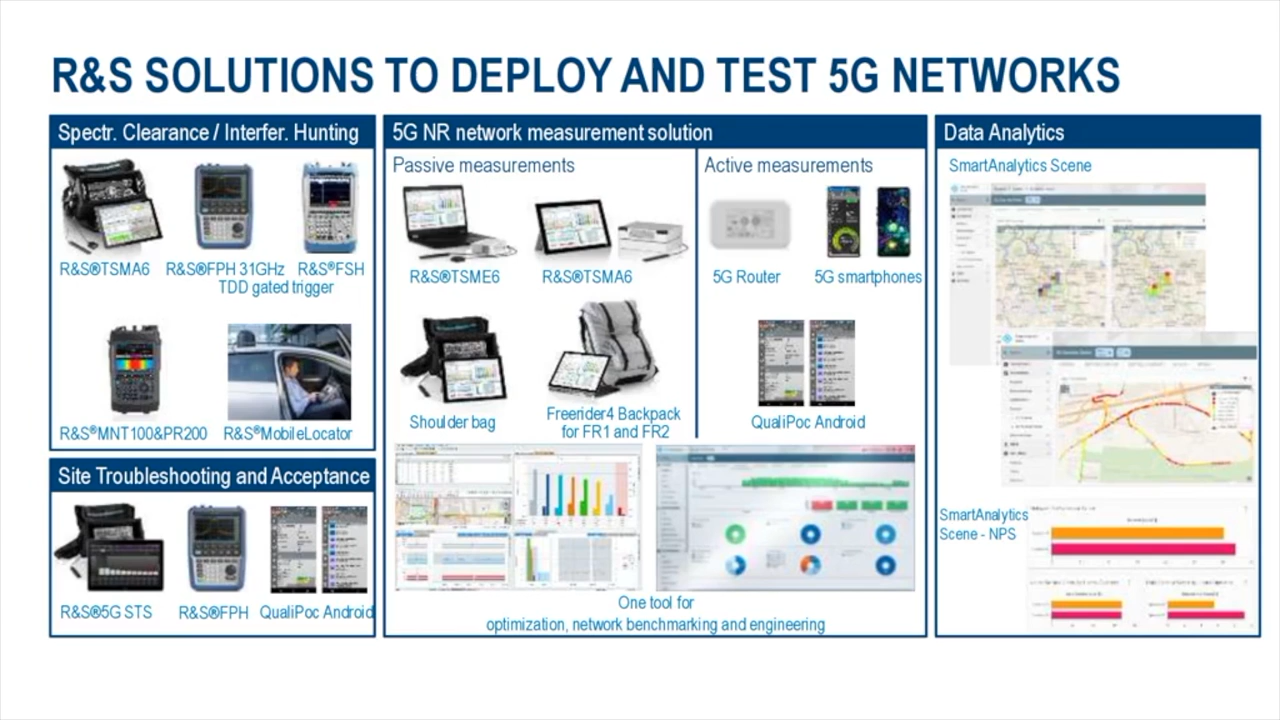 R&S SOLUTIONS TO DEPLOY AND TEST 5G NETWORKS
Spectr. Clearance / Interfer. Hunting
R&S®TSMA6
R&S®FPH 31GHz
R&S®FSH
TDD gated trigger
R&S®MNT100&PR200
R&S®MobileLocator
Site Troubleshooting and Acceptance
R&S®5G STS
R&S®FPH
QualiPoc Android
5G NR network measurement solution
Passive measurements
R&S®TSME6
R&S®TSMA6
Shoulder bag
Freerider4 Backpack
for FR1 and FR2
Active measurements
5G Router
5G smartphones
QualiPoc Android
One tool for
optimization, network benchmarking and engineering
Data Analytics
SmartAnalytics Scene
SmartAnalytics
Scene - NPS